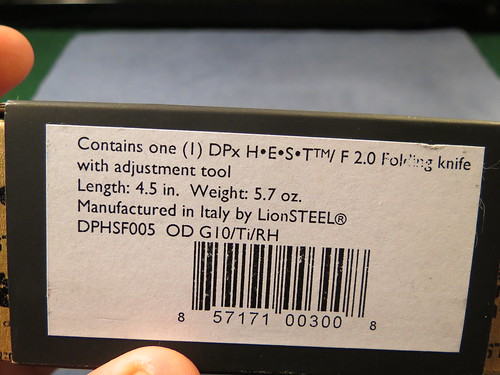 Contains one (1) DPx H•E•S•T™/ F 2.0 Folding knife
with adjustment tool
Length: 4.5 in. Weight: 5.7 oz.
Manufactured in Italy by LionSTEEL®
DPHSF005 OD G10/Ti/RH
8 57171 00300 8